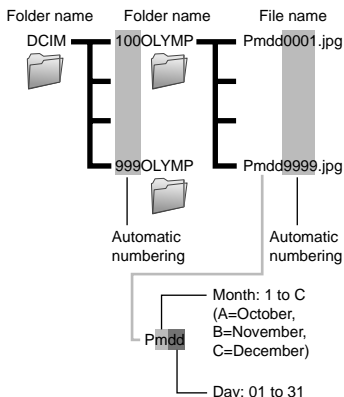 Folder name Folder name File name
DCIM 100OLYMP Pmdd0001.jpg
999OLYMP Pmdd9999.jpg
Automatic numbering Automatic numbering
Pmdd
Month: 1 to C
(A=October,
B=November,
C=December)
Day: 01 to 31